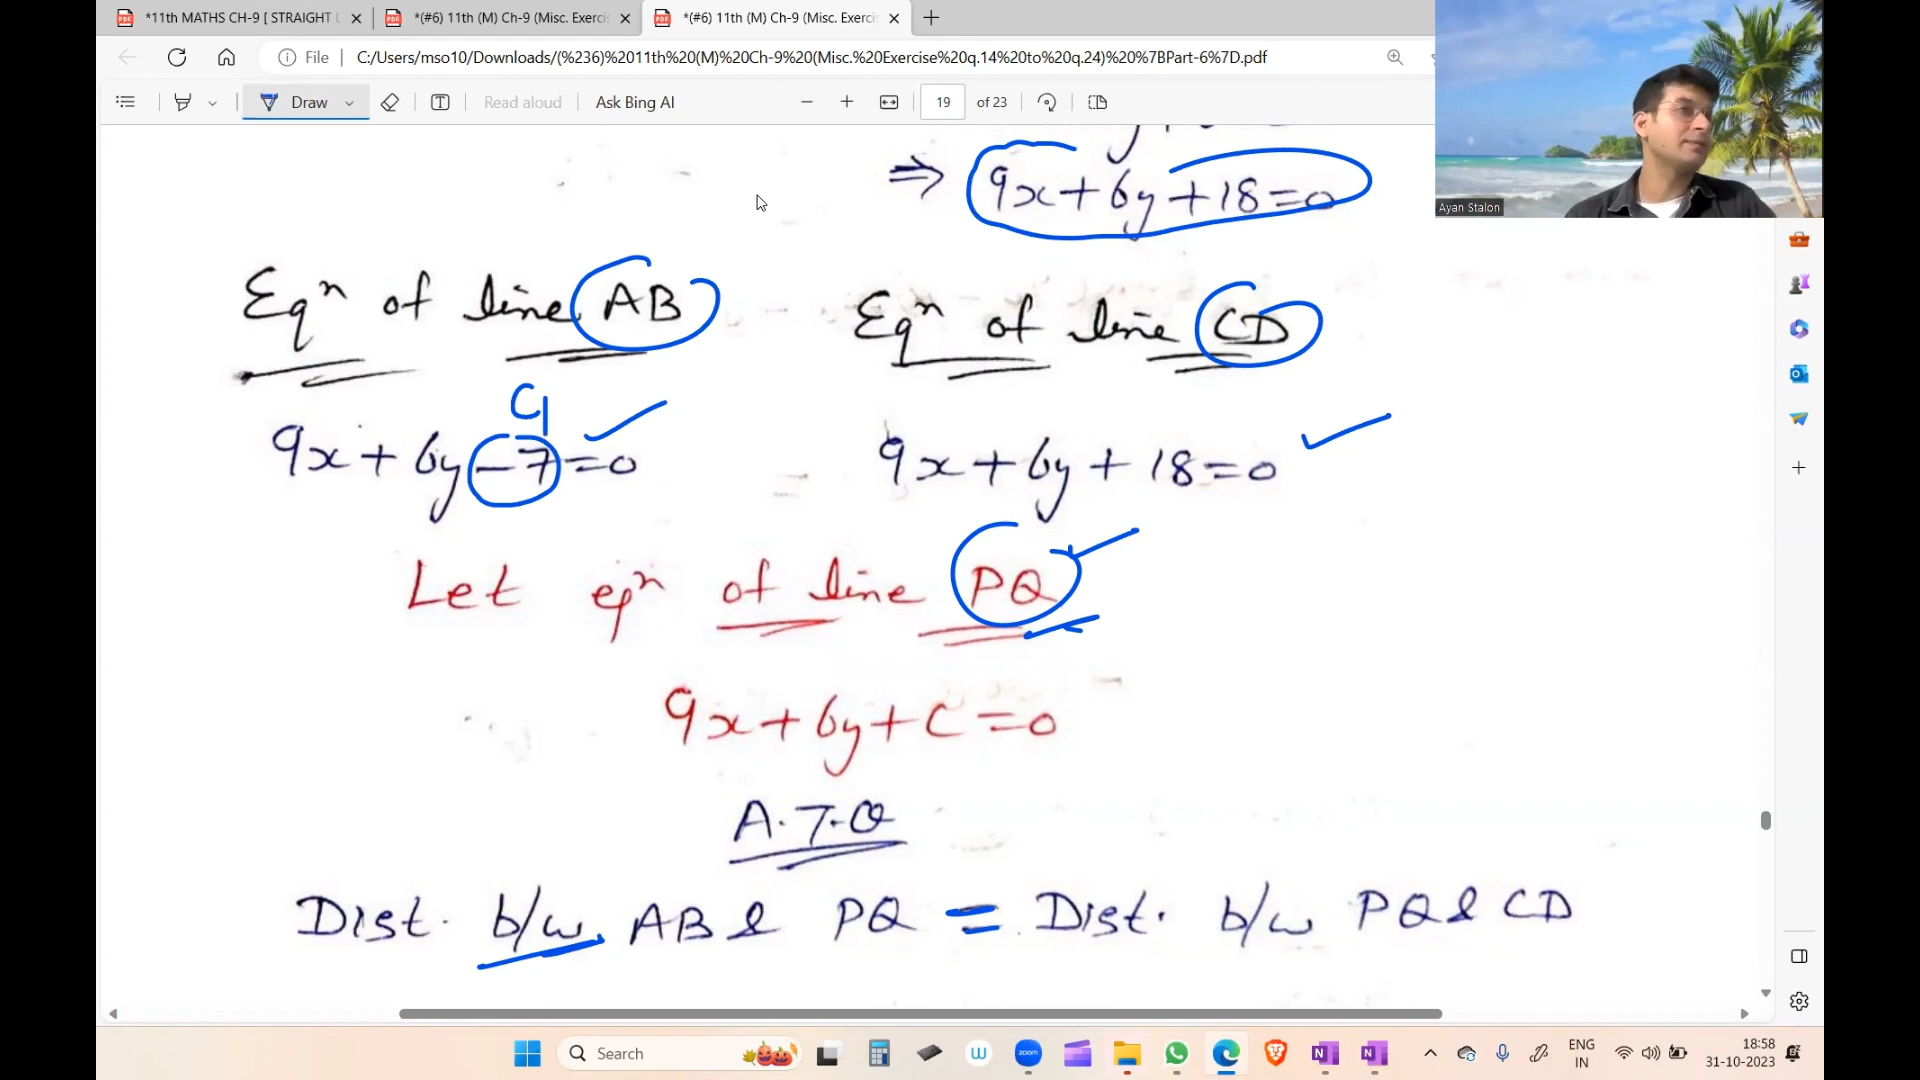 *11th MATHS CH-9 [ STRAIGHT L
*(#6) 11th (M) Ch-9 (Misc. Exercis
*(#6) 11th (M) Ch-9 (Misc. Exercis
File C:/Users/mso10/Downloads/(%236)%2011th%20(M)%20Ch-9%20(Misc.%20Exercise%20q.14%20to%20q.24)%20%7BPart-6%7D.pdf
Draw Read aloud Ask Bing AI 19 of 23
Ayan Stalon
⇒ 9x+6y+18=0
Eqⁿ of line AB
Eqⁿ of line CD
C1
9x+6y-7=0
9x+6y+18=0
Let eqⁿ of line PQ
9x+6y+C=0
A.T.Q
Dist. b/w AB & PQ = Dist. b/w PQ & CD
Search
zoom
ENG
IN
18:58
31-10-2023